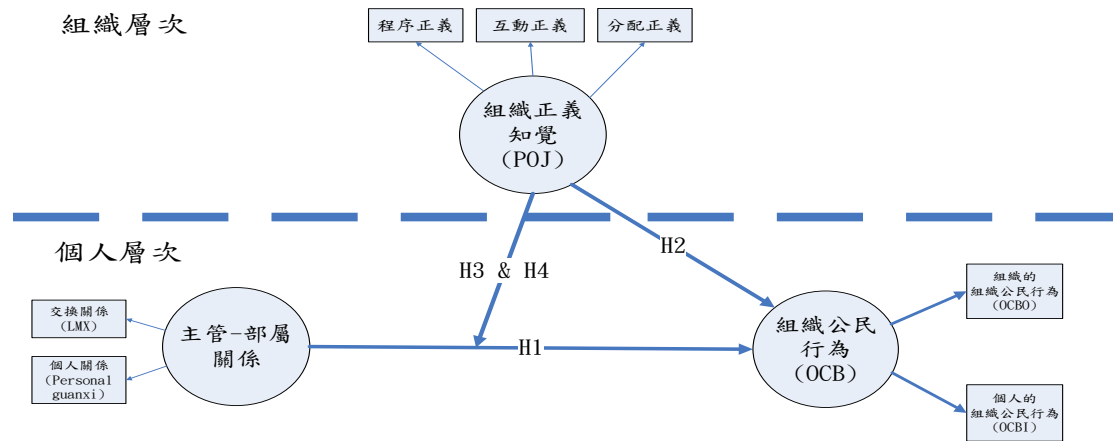 組織層次
程序正義
互動正義
分配正義
組織正義
知覺
(POJ)
個人層次
H2
H3 & H4
交換關係
(LMX)
個人關係
(Personal
guanxi)
主管-部屬
關係
H1
組織公民
行為
(OCB)
組織的
組織公民行為
(OCBO)
個人的
組織公民行為
(OCBI)